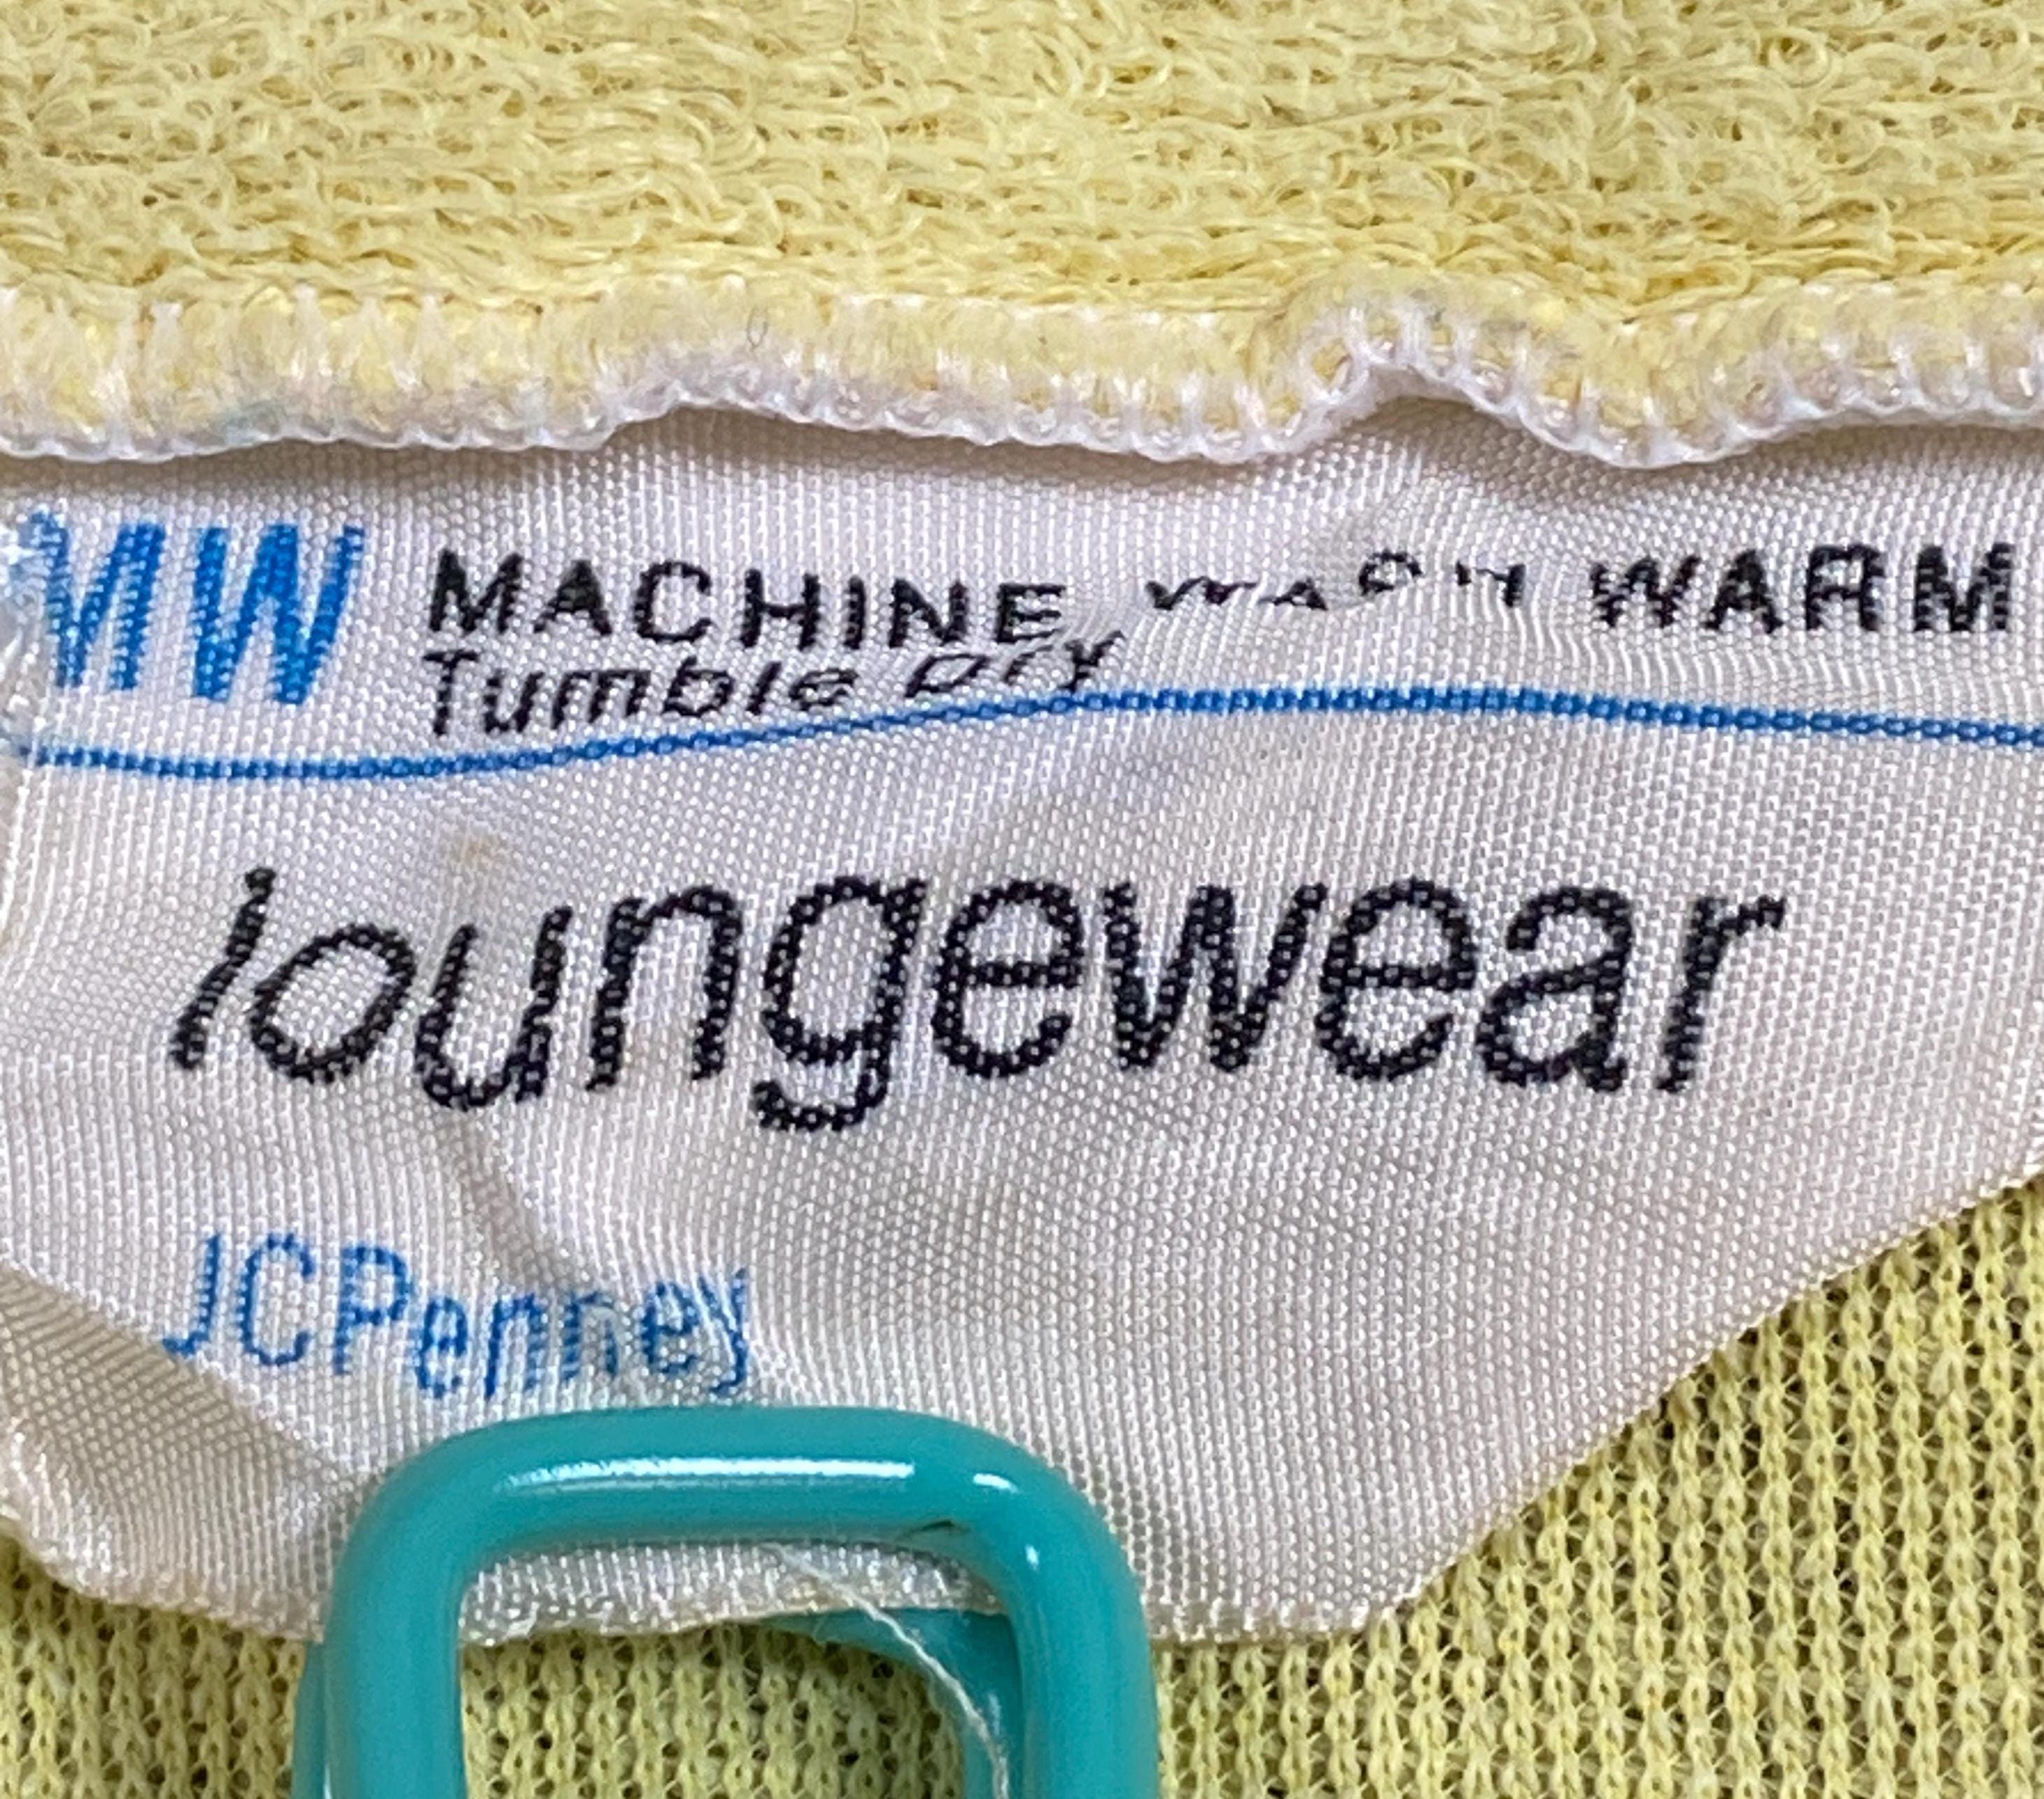 MW MACHINE WASH WARM
Tumble Dry
loungewear
JCPenney